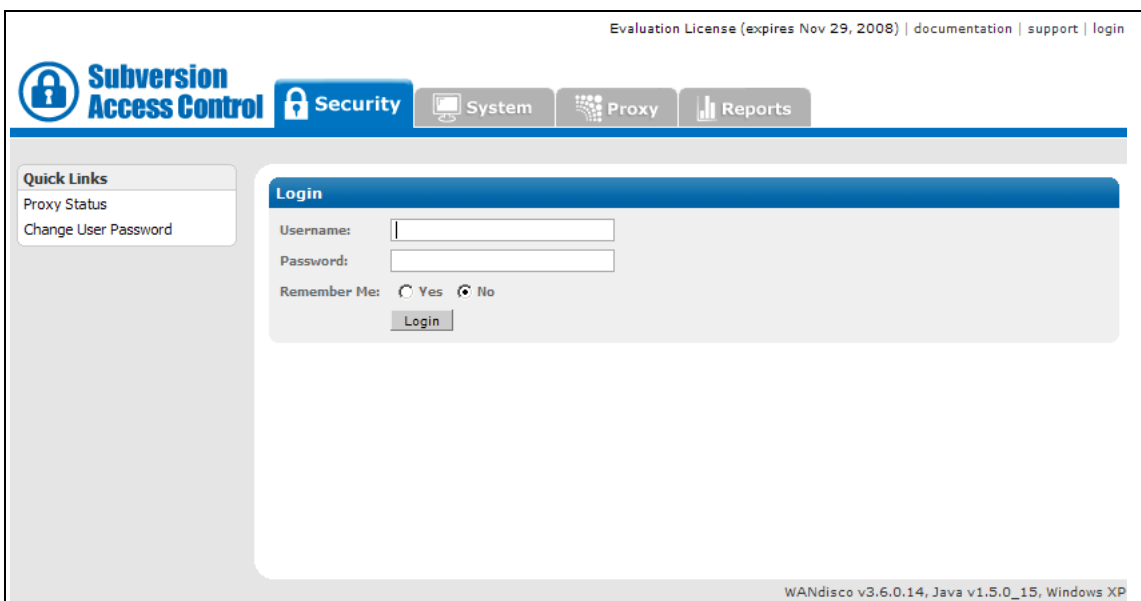 Evaluation License (expires Nov 29, 2008) | documentation | support | login
Subversion
Access Control
Security
System
Proxy
Reports
Quick Links
Proxy Status
Change User Password
Login
Username:
Password:
Remember Me: Yes No
Login
WANdisco v3.6.0.14, Java v1.5.0_15, Windows XP